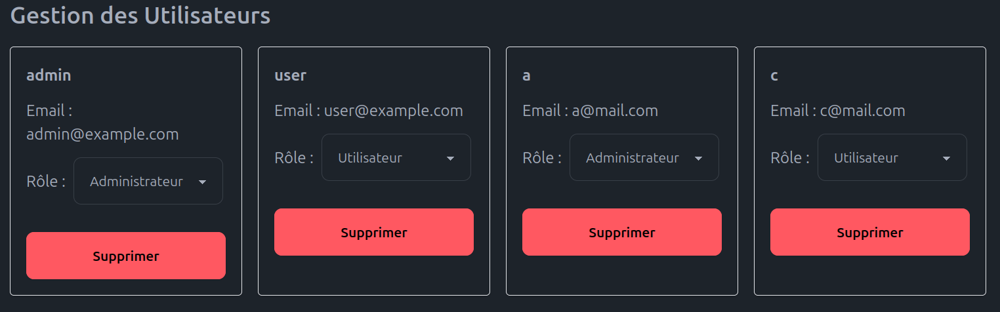 Gestion des Utilisateurs
admin
Email :
admin@example.com
Rôle : Administrateur
Supprimer
user
Email : user@example.com
Rôle : Utilisateur
Supprimer
a
Email : a@mail.com
Rôle : Administrateur
Supprimer
c
Email : c@mail.com
Rôle : Utilisateur
Supprimer